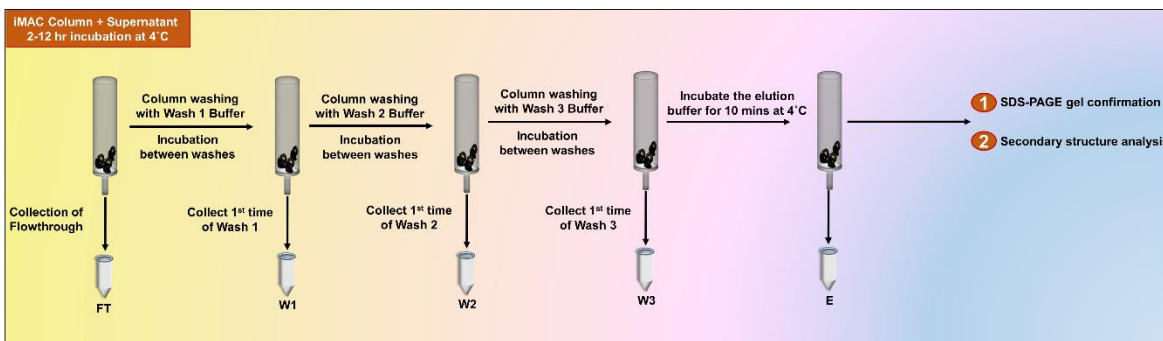 iMAC Column + Supernatant
2-12 hr incubation at 4˚C
Column washing
with Wash 1 Buffer
Incubation
between washes
Column washing
with Wash 2 Buffer
Incubation
between washes
Column washing
with Wash 3 Buffer
Incubation
between washes
Incubate the elution
buffer for 10 mins at 4˚C
1 SDS-PAGE gel confirmation
2 Secondary structure analysis
Collection of
Flowthrough
Collect 1st time
of Wash 1
Collect 1st time
of Wash 2
Collect 1st time
of Wash 3
FT
W1
W2
W3
E